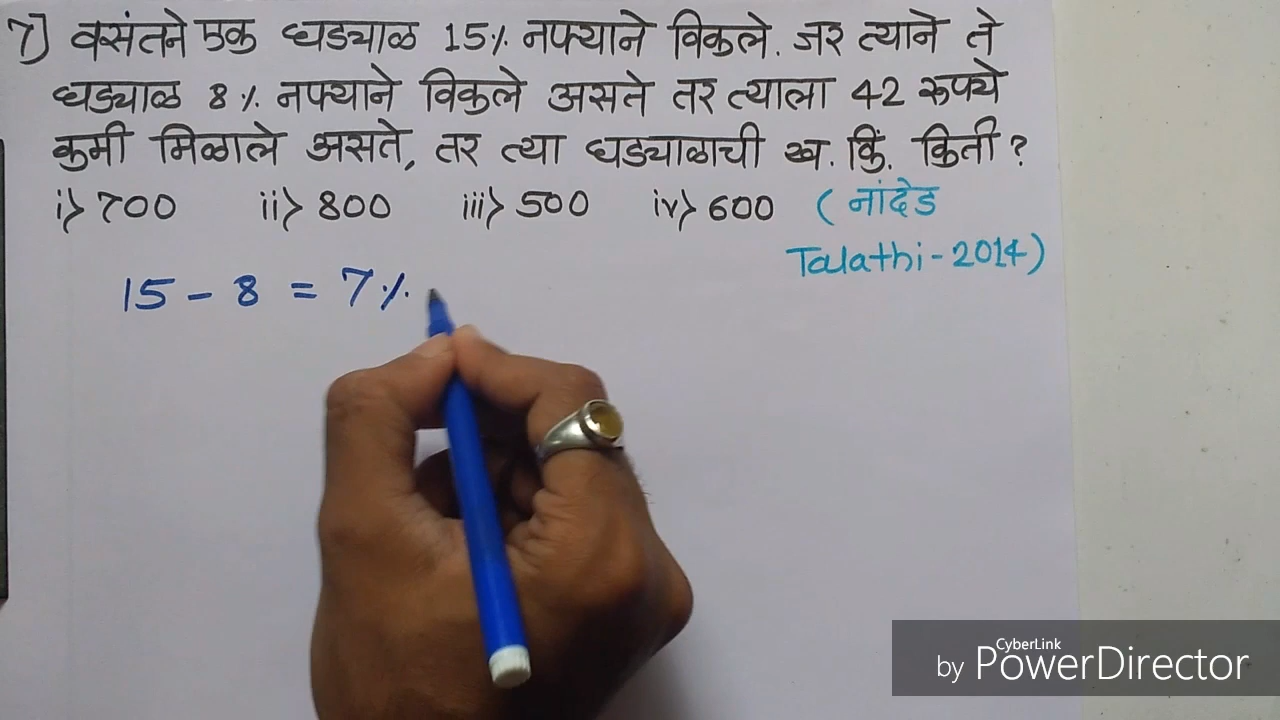 7] वसंतने एक घड्याळ 15% नफ्याने विकले. जर त्याने ते
घड्याळ 8% नफ्याने विकले असते तर त्याला 42 रूपये
कमी मिळाले असते, तर त्या घड्याळाची ख. किं. किती?
i> 700 ii> 800 iii> 500 iv> 600 (नांदेड
Talathi-2014)
15 - 8 = 7%
CyberLink
by PowerDirector